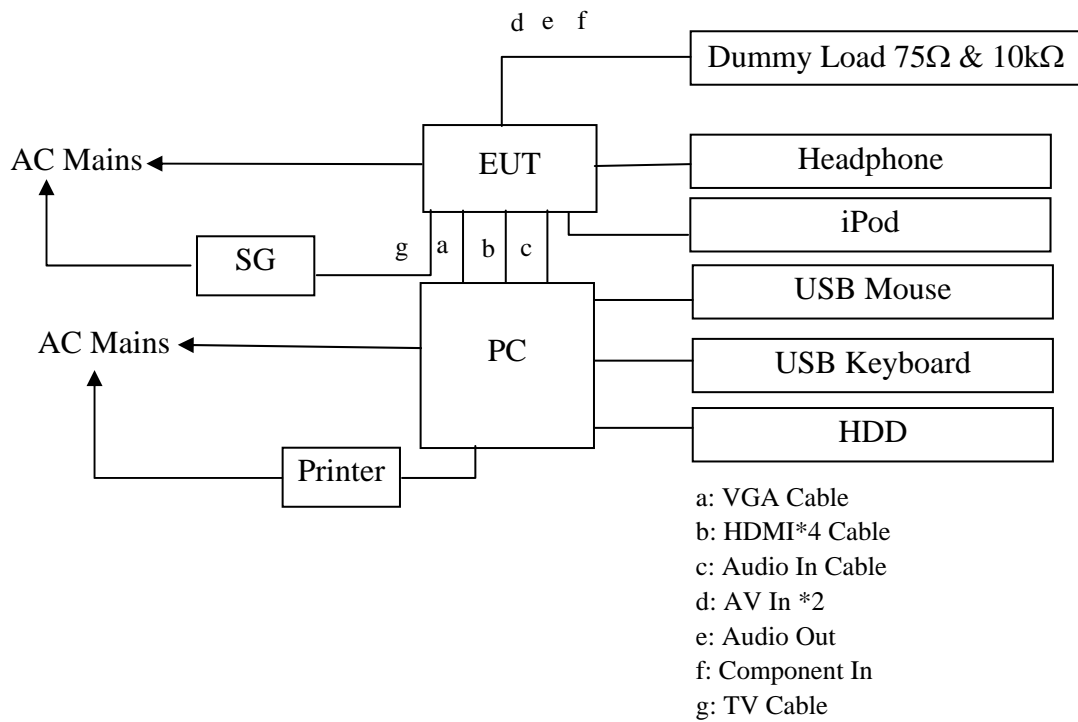 d e f
Dummy Load 75Ω & 10kΩ
AC Mains
EUT
Headphone
iPod
g a b c
SG
USB Mouse
AC Mains
PC
USB Keyboard
HDD
Printer
a: VGA Cable
b: HDMI*4 Cable
c: Audio In Cable
d: AV In *2
e: Audio Out
f: Component In
g: TV Cable